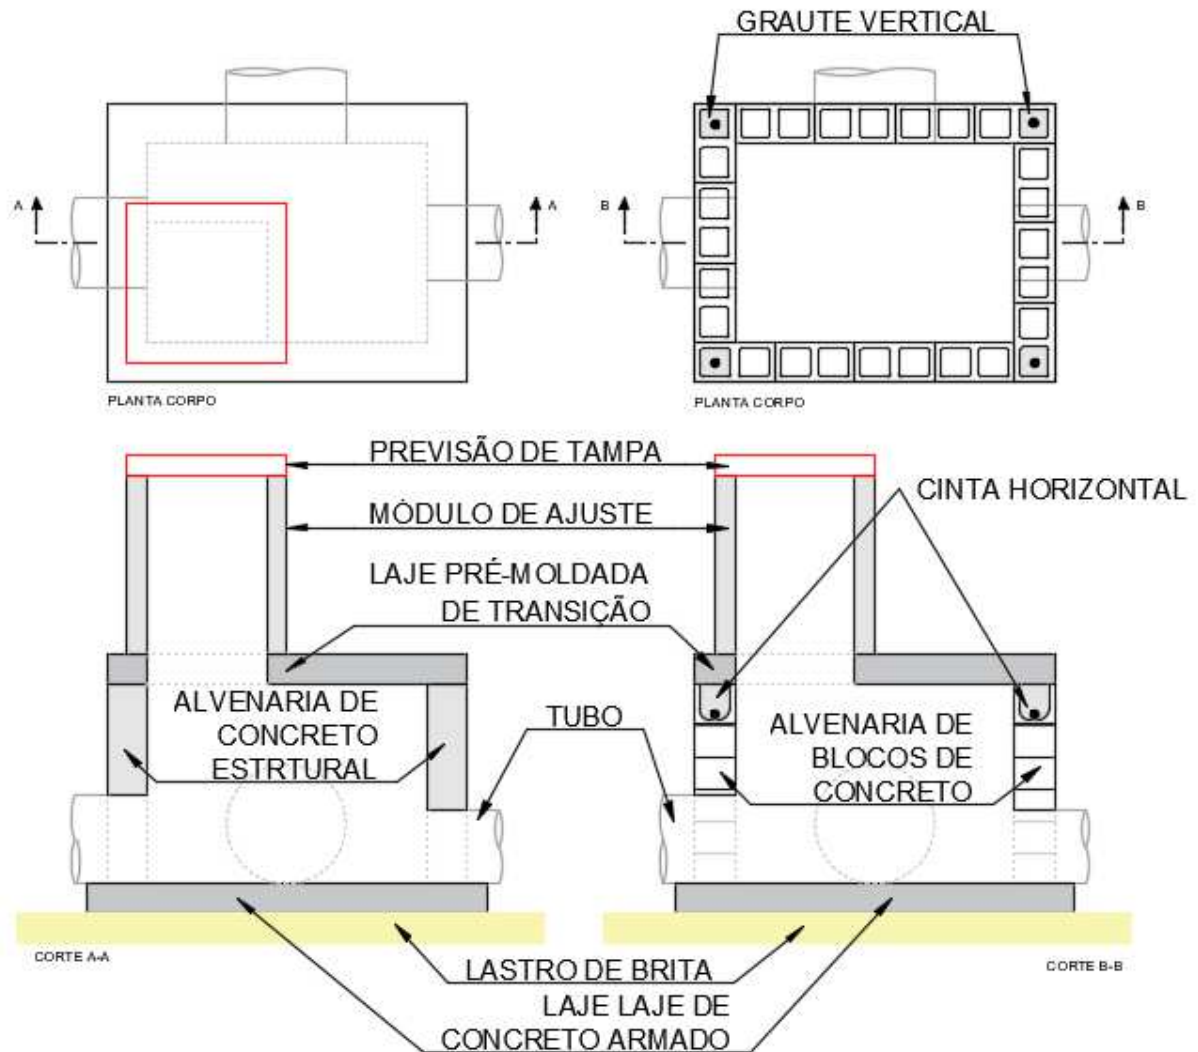 GRAUTE VERTICAL
A
A
B
B
PLANTA CORPO
PLANTA CORPO
PREVISÃO DE TAMPA
CINTA HORIZONTAL
MÓDULO DE AJUSTE
LAJE PRÉ-MOLDADA
DE TRANSIÇÃO
ALVENARIA DE
CONCRETO
ESTRTURAL
TUBO
ALVENARIA DE
BLOCOS DE
CONCRETO
CORTE A-A
LASTRO DE BRITA
CORTE B-B
LAJE LAJE DE
CONCRETO ARMADO